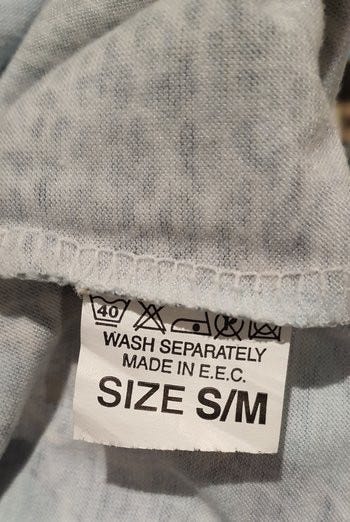 40
WASH SEPARATELY
MADE IN E.E.C.
SIZE S/M